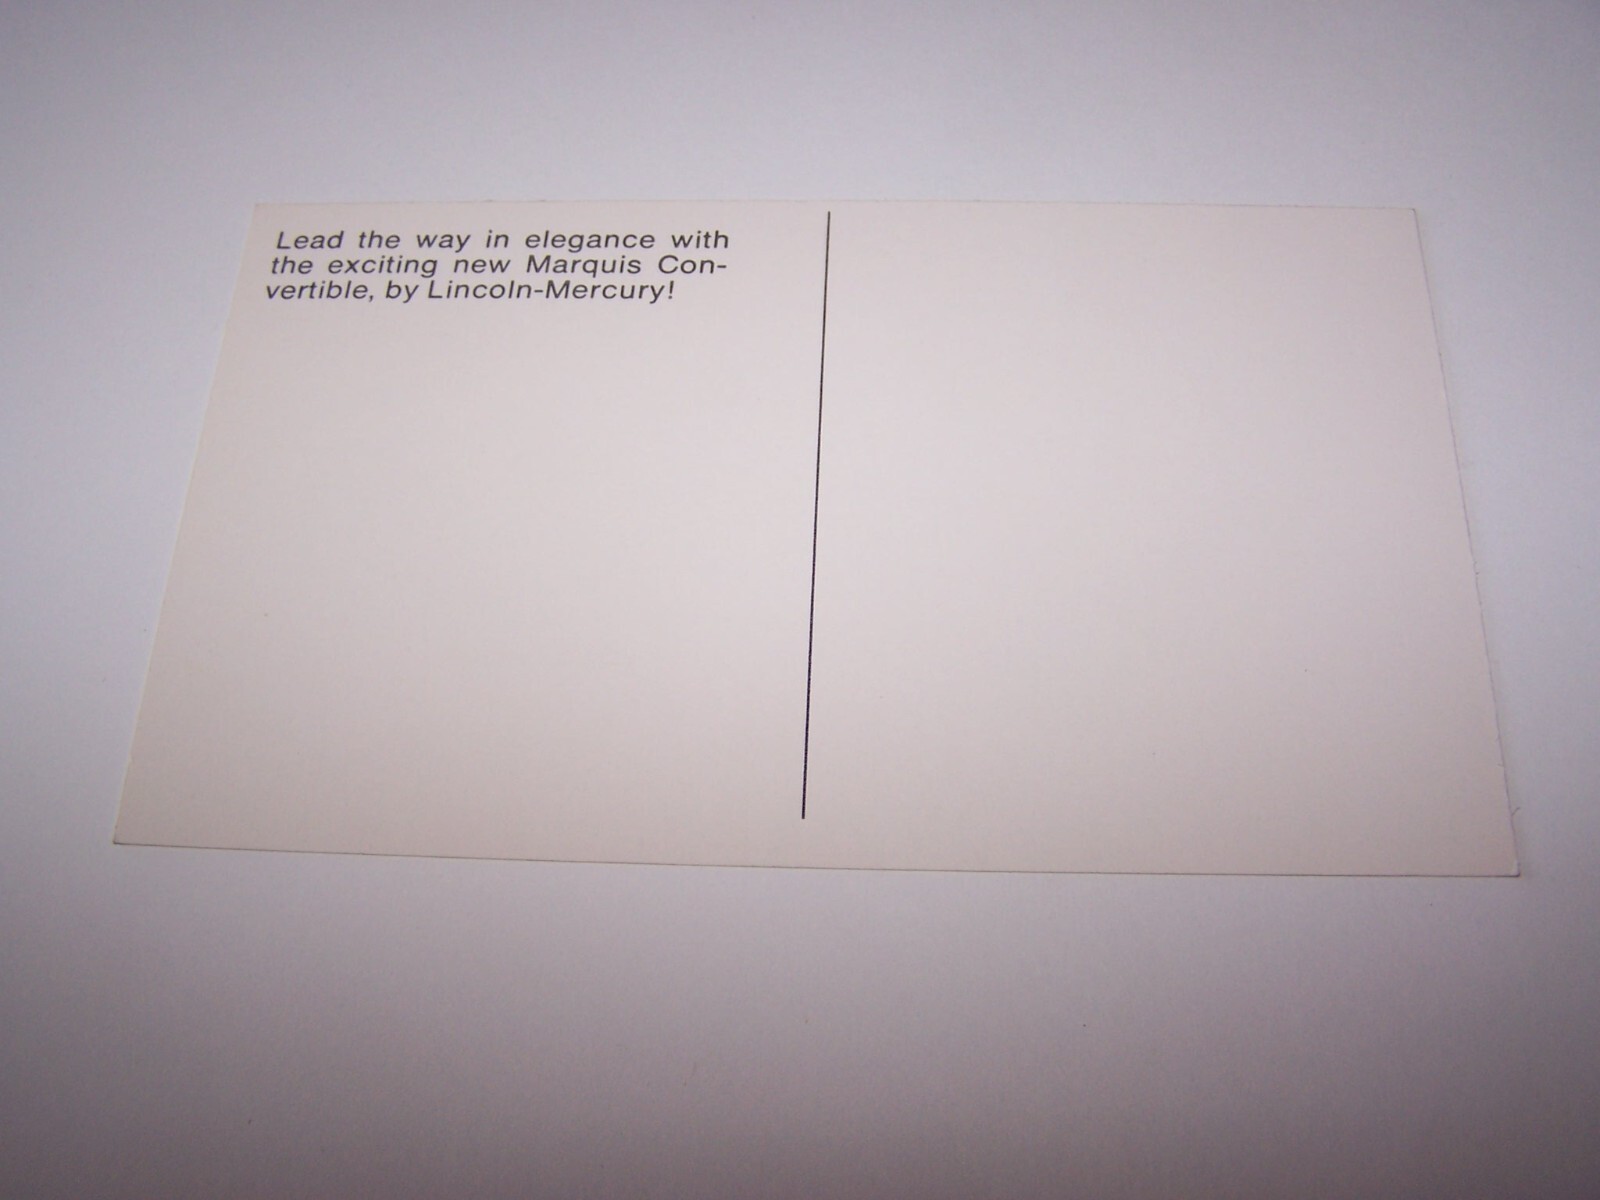 Lead the way in elegance with
the exciting new Marquis Con-
vertible, by Lincoln-Mercury!